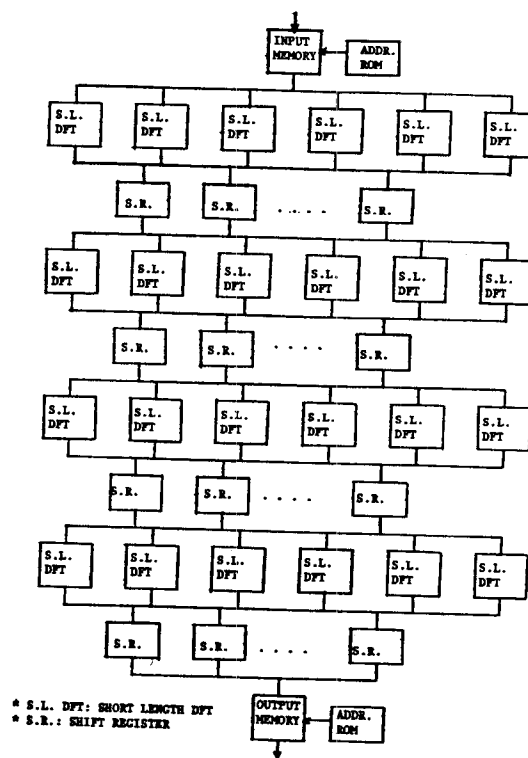 INPUT
MEMORY
ADDR.
ROM
S.L.
DFT
S.L.
DFT
S.L.
DFT
S.L.
DFT
S.L.
DFT
S.L.
DFT
S.R.
S.R.
. . . .
S.R.
S.L.
DFT
S.L.
DFT
S.L.
DFT
S.L.
DFT
S.L.
DFT
S.L.
DFT
S.R.
S.R.
. . . .
S.R.
S.L.
DFT
S.L.
DFT
S.L.
DFT
S.L.
DFT
S.L.
DFT
S.L.
DFT
S.R.
S.R.
. . . .
S.R.
S.L.
DFT
S.L.
DFT
S.L.
DFT
S.L.
DFT
S.L.
DFT
S.L.
DFT
S.R.
S.R.
. . . .
S.R.
* S.L. DFT: SHORT LENGTH DFT
* S.R.: SHIFT REGISTER
OUTPUT
MEMORY
ADDR.
ROM